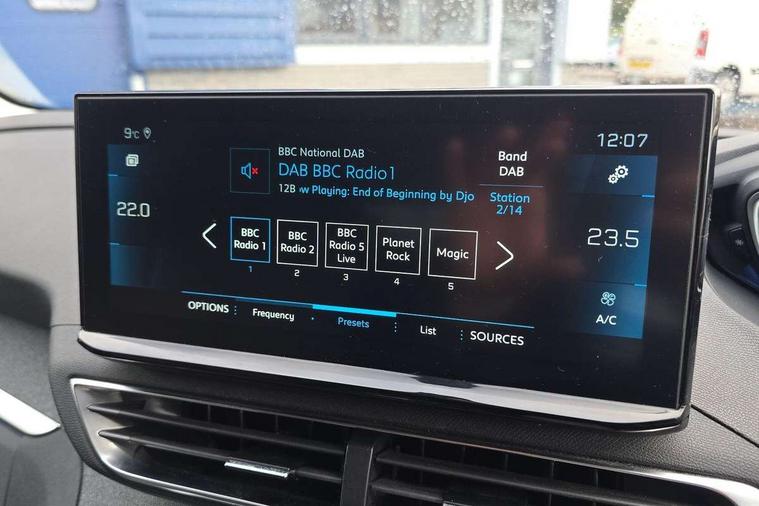 9°C
12:07
BBC National DAB
DAB BBC Radio 1
12B w Playing: End of Beginning by Djo
Band
DAB
Station
2/14
22.0
23.5
BBC
Radio 1
1
BBC
Radio 2
2
BBC
Radio 5
Live
3
Planet
Rock
4
Magic
5
A/C
OPTIONS
Frequency
Presets
List
SOURCES